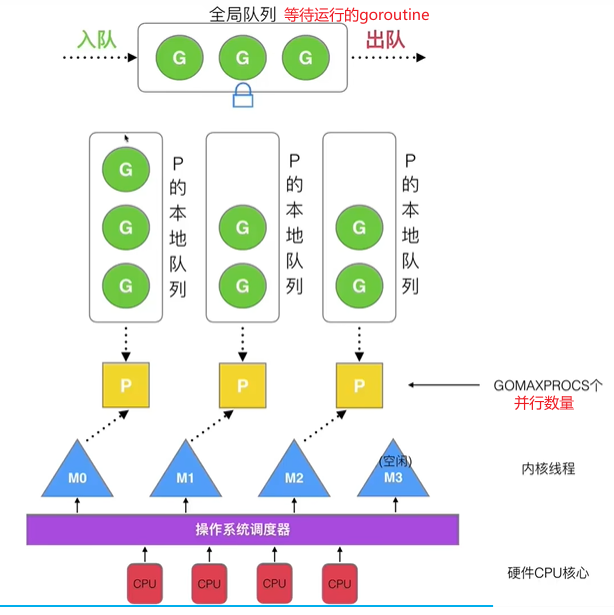 全局队列 等待运行的goroutine
入队
出队
G G G
G
G
G
P的本地队列
G
G
P的本地队列
G
G
P的本地队列
P P P
GOMAXPROCS个
并行数量
M0 M1 M2 (空闲) M3
内核线程
操作系统调度器
CPU CPU CPU CPU
硬件CPU核心